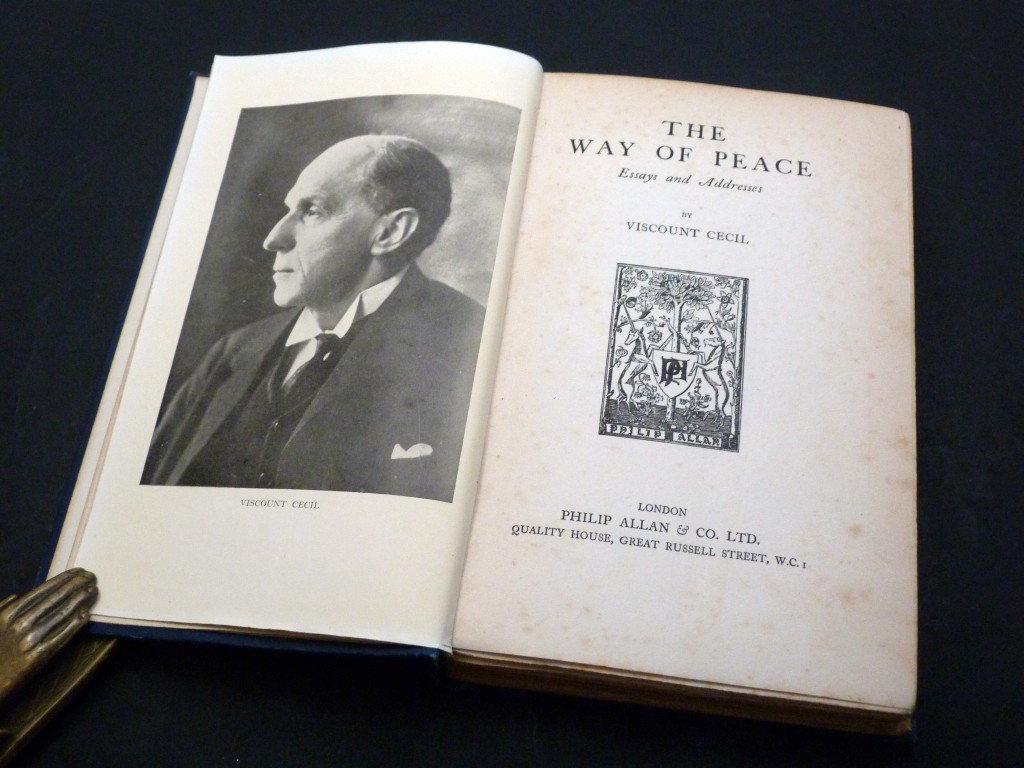 VISCOUNT CECIL
THE
WAY OF PEACE
Essays and Addresses
BY
VISCOUNT CECIL
PA
PHILIP ALLAN
LONDON
PHILIP ALLAN & CO. LTD.
QUALITY HOUSE, GREAT RUSSELL STREET, W.C.1